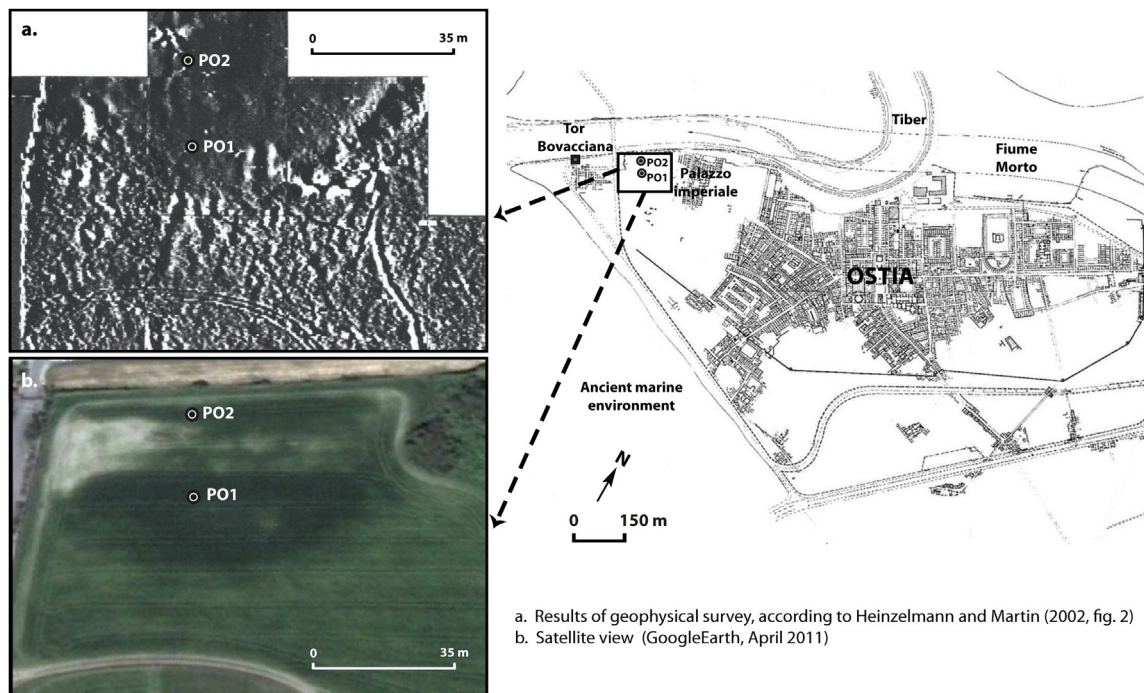 a.
0 35 m
PO2
PO1
b.
PO2
PO1
0 35 m
Tiber
Tor
Bovacciana
Fiume
Morto
PO2
PO1
Palazzo
imperiale
OSTIA
Ancient marine
environment
N
0 150 m
a. Results of geophysical survey, according to Heinzelmann and Martin (2002, fig. 2)
b. Satellite view (GoogleEarth, April 2011)